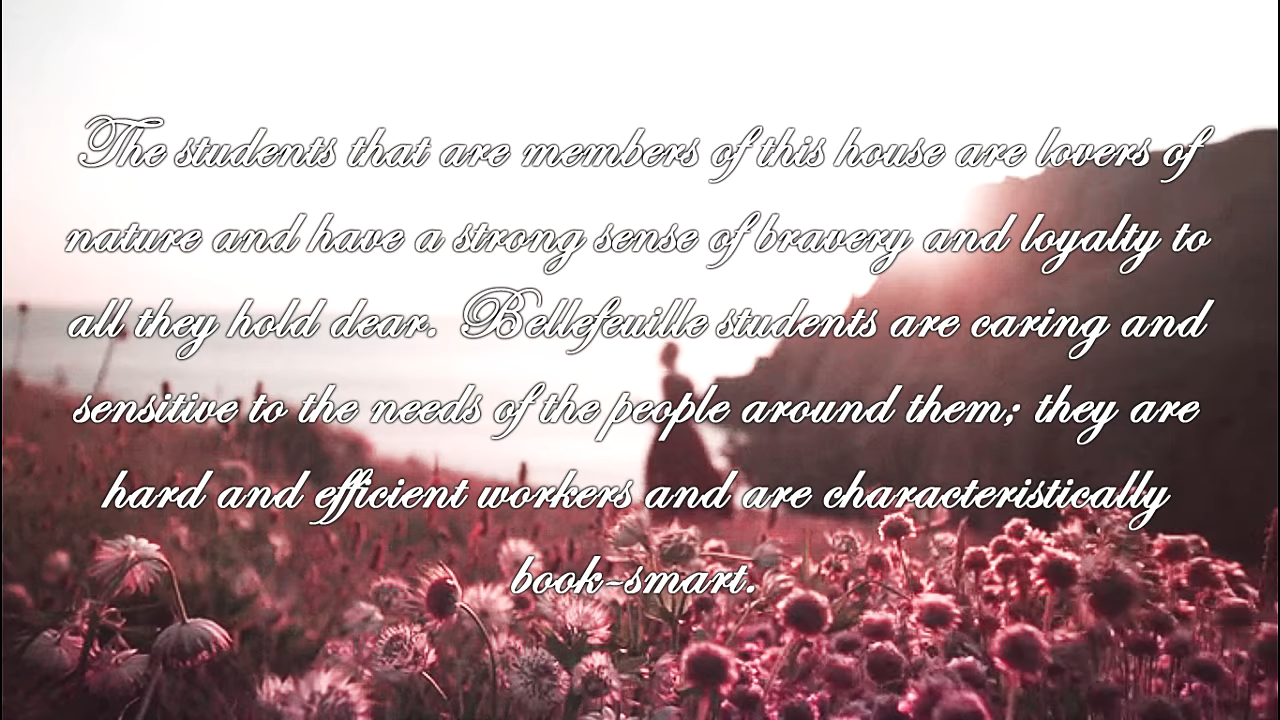 The students that are members of this house are lovers of
nature and have a strong sense of bravery and loyalty to
all they hold dear. Bellefeuille students are caring and
sensitive to the needs of the people around them; they are
hard and efficient workers and are characteristically
book-smart.